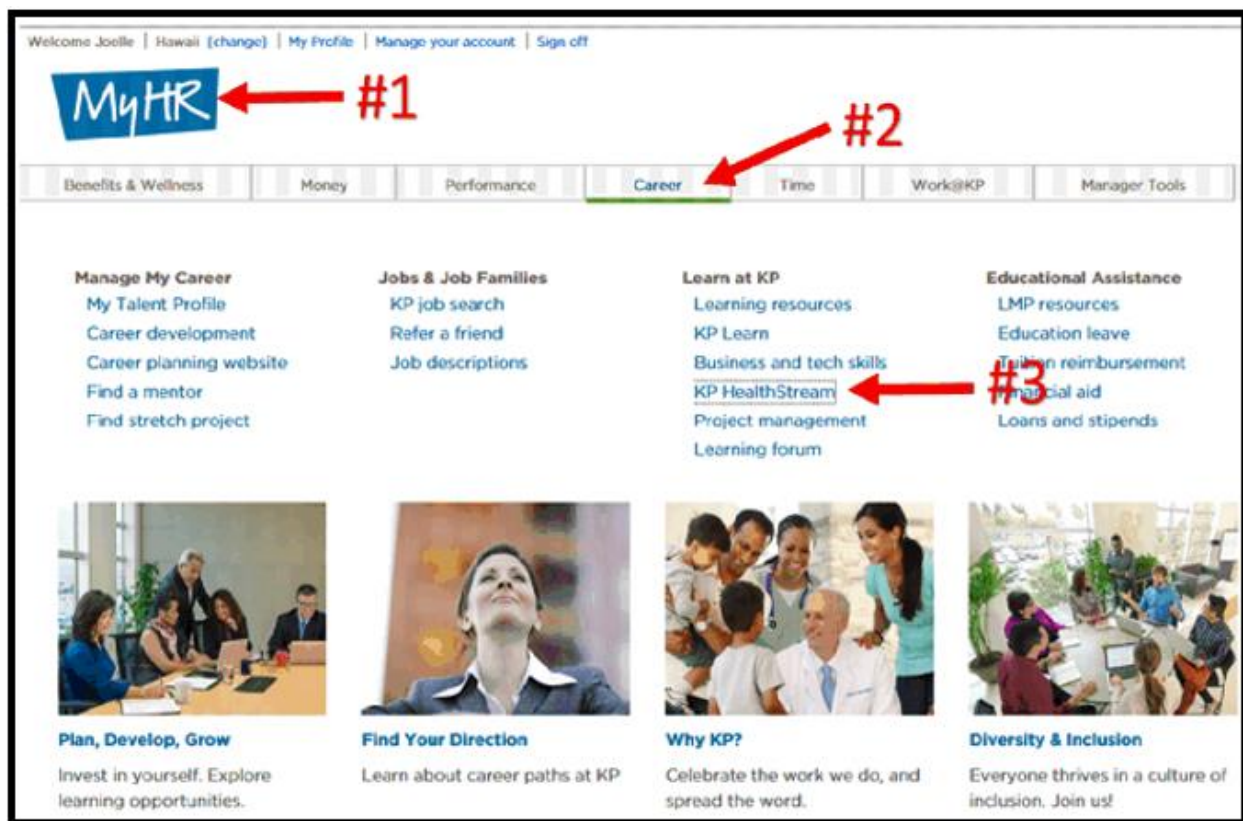 Welcome Joelle | Hawaii (change) | My Profile | Manage your account | Sign off
MyHR
#1
#2
Benefits & Wellness | Money | Performance | Career | Time | Work@KP | Manager Tools
Manage My Career
My Talent Profile
Career development
Career planning website
Find a mentor
Find stretch project
Jobs & Job Families
KP job search
Refer a friend
Job descriptions
Learn at KP
Learning resources
KP Learn
Business and tech skills
KP HealthStream
Project management
Learning forum
#3
Educational Assistance
LMP resources
Education leave
Tuition reimbursement
Financial aid
Loans and stipends
Plan, Develop, Grow
Invest in yourself. Explore
learning opportunities.
Find Your Direction
Learn about career paths at KP
Why KP?
Celebrate the work we do, and
spread the word.
Diversity & Inclusion
Everyone thrives in a culture of
inclusion. Join us!